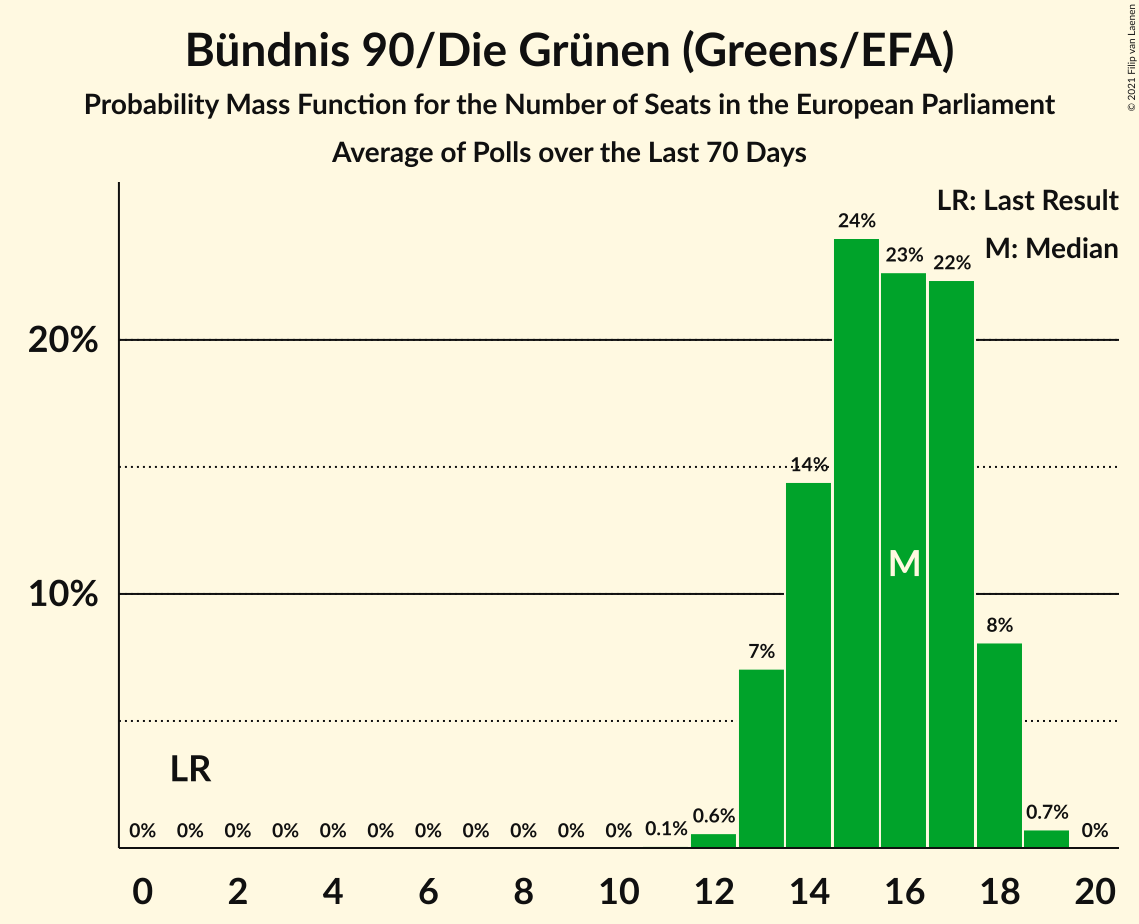 Bündnis 90/Die Grünen (Greens/EFA)
Probability Mass Function for the Number of Seats in the European Parliament
Average of Polls over the Last 70 Days
© 2021 Filip van Laenen
LR: Last Result
M: Median
24%
23%
22%
20%
14%
M
10%
8%
7%
LR
0% 0% 0% 0% 0% 0% 0% 0% 0% 0% 0% 0.1% 0.6% 0.7% 0%
0 2 4 6 8 10 12 14 16 18 20